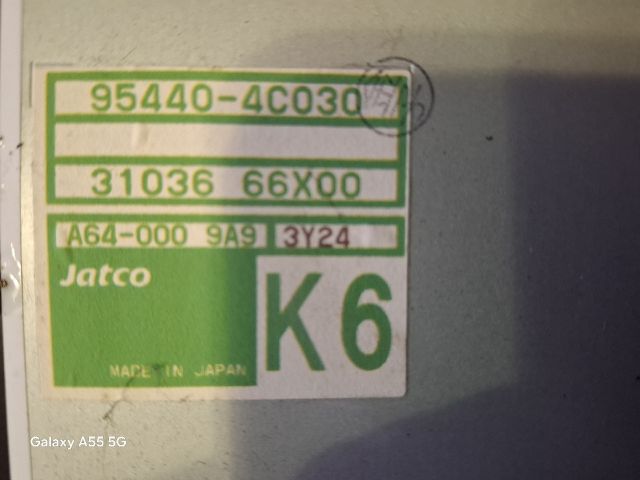 95440-4C030
31036 66X00
A64-000 9A9 3Y24
Jatco
K6
MADE IN JAPAN
Galaxy A55 5G